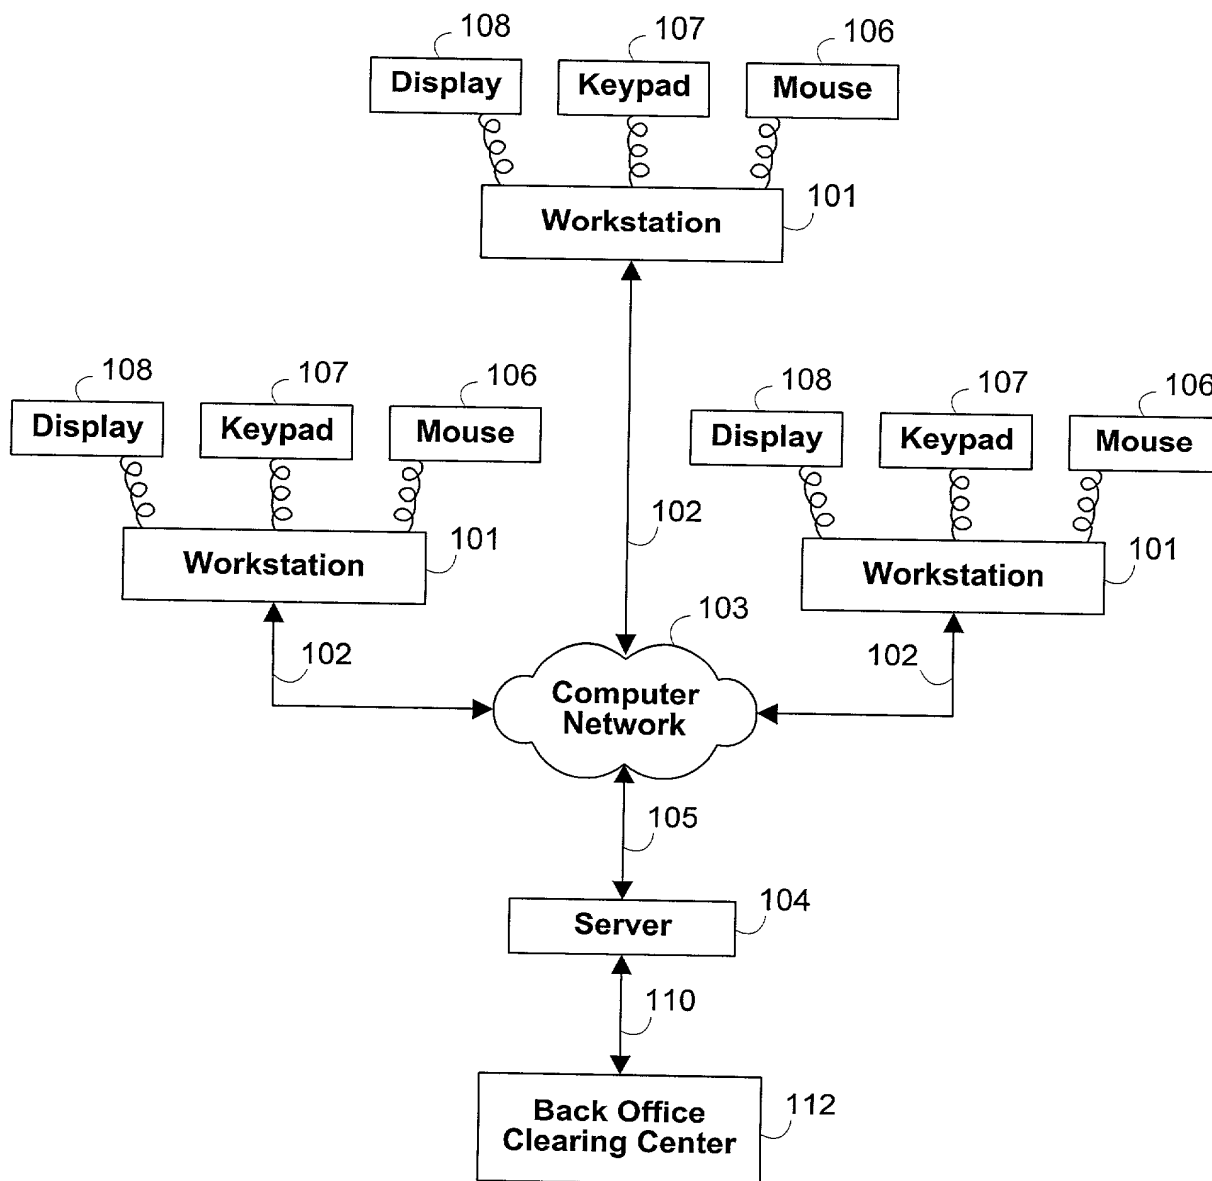 108 107 106
Display Keypad Mouse
101
Workstation
108 107 106
Display Keypad Mouse
101
Workstation
102
108 107 106
Display Keypad Mouse
101
Workstation
102
102
103
Computer
Network
105
104
Server
110
Back Office
Clearing Center
112